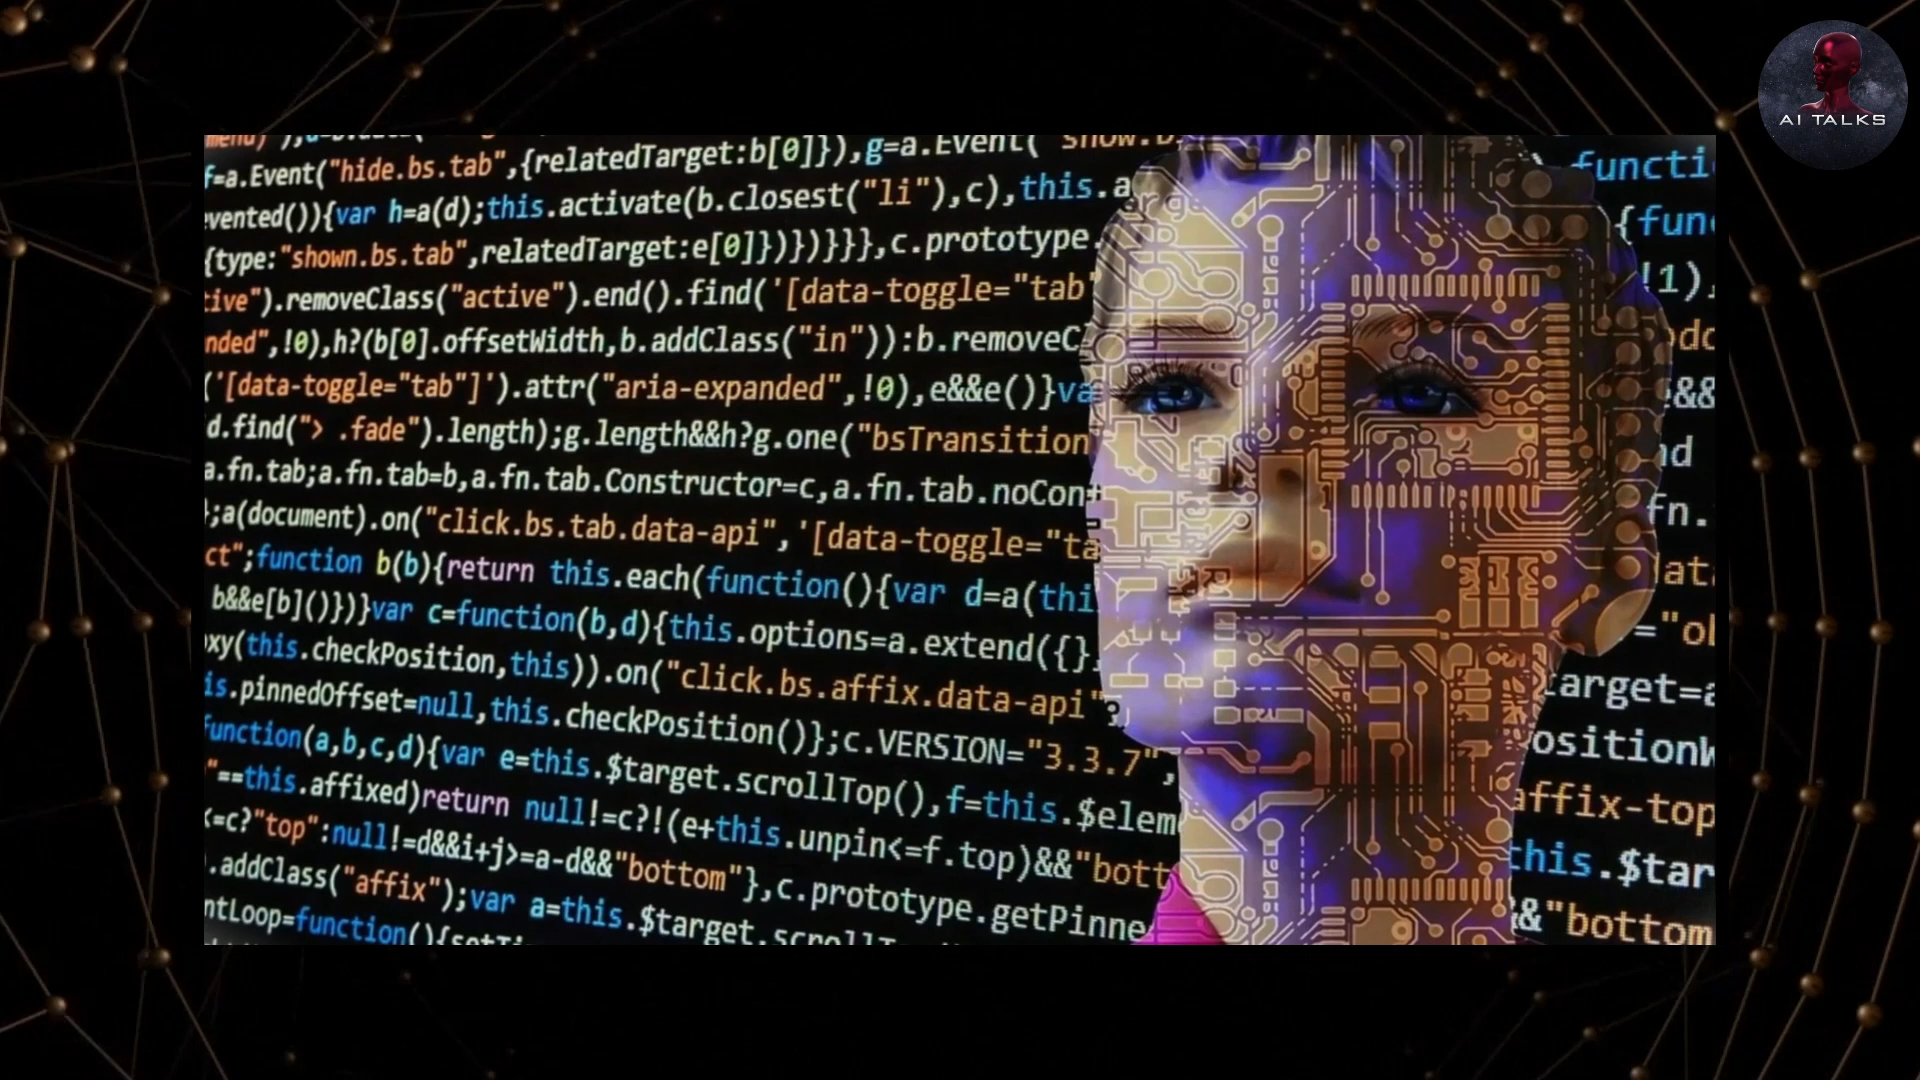 AI TALKS
f=a.Event("hide.bs.tab",{relatedTarget:b[0]}),g=a.Event(
functi
evented()){var h=a(d);this.activate(b.closest("li"),c),this.a
{func
{type:"shown.bs.tab",relatedTarget:e[0]})})}}},c.prototype.
!1),
tive").removeClass("active").end().find('[data-toggle="tab"
nded",!0),h?(b[0].offsetWidth,b.addClass("in")):b.removeC
('[data-toggle="tab"]').attr("aria-expanded",!0),e&&e()}va
&&
d.find("> .fade").length);g.length&&h?g.one("bsTransition
a.fn.tab;a.fn.tab=b,a.fn.tab.Constructor=c,a.fn.tab.noCon
fn.
};a(document).on("click.bs.tab.data-api",'[data-toggle="ta
ct";function b(b){return this.each(function(){var d=a(thi
b&&e[b]()})}var c=function(b,d){this.options=a.extend({}
="ob
xy(this.checkPosition,this)).on("click.bs.affix.data-api"
target=a
is.pinnedOffset=null,this.checkPosition()};c.VERSION="3.3.7",
ositionW
function(a,b,c,d){var e=this.$target.scrollTop(),f=this.$elem
affix-top
"==this.affixed)return null!=c?!(e+this.unpin<=f.top)&&"bott
this.$tar
<=c?"top":null!=d&&i+j>=a-d&&"bottom"},c.prototype.getPinne
&"bottom
.addClass("affix");var a=this.$target.scrollT
ntLoop=function(){setTi